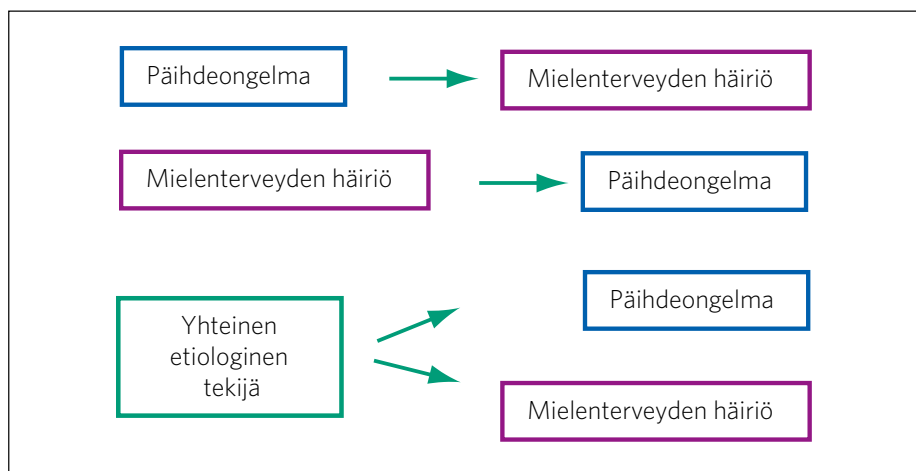 Päihdeongelma
Mielenterveyden häiriö
Mielenterveyden häiriö
Päihdeongelma
Yhteinen
etiologinen
tekijä
Päihdeongelma
Mielenterveyden häiriö